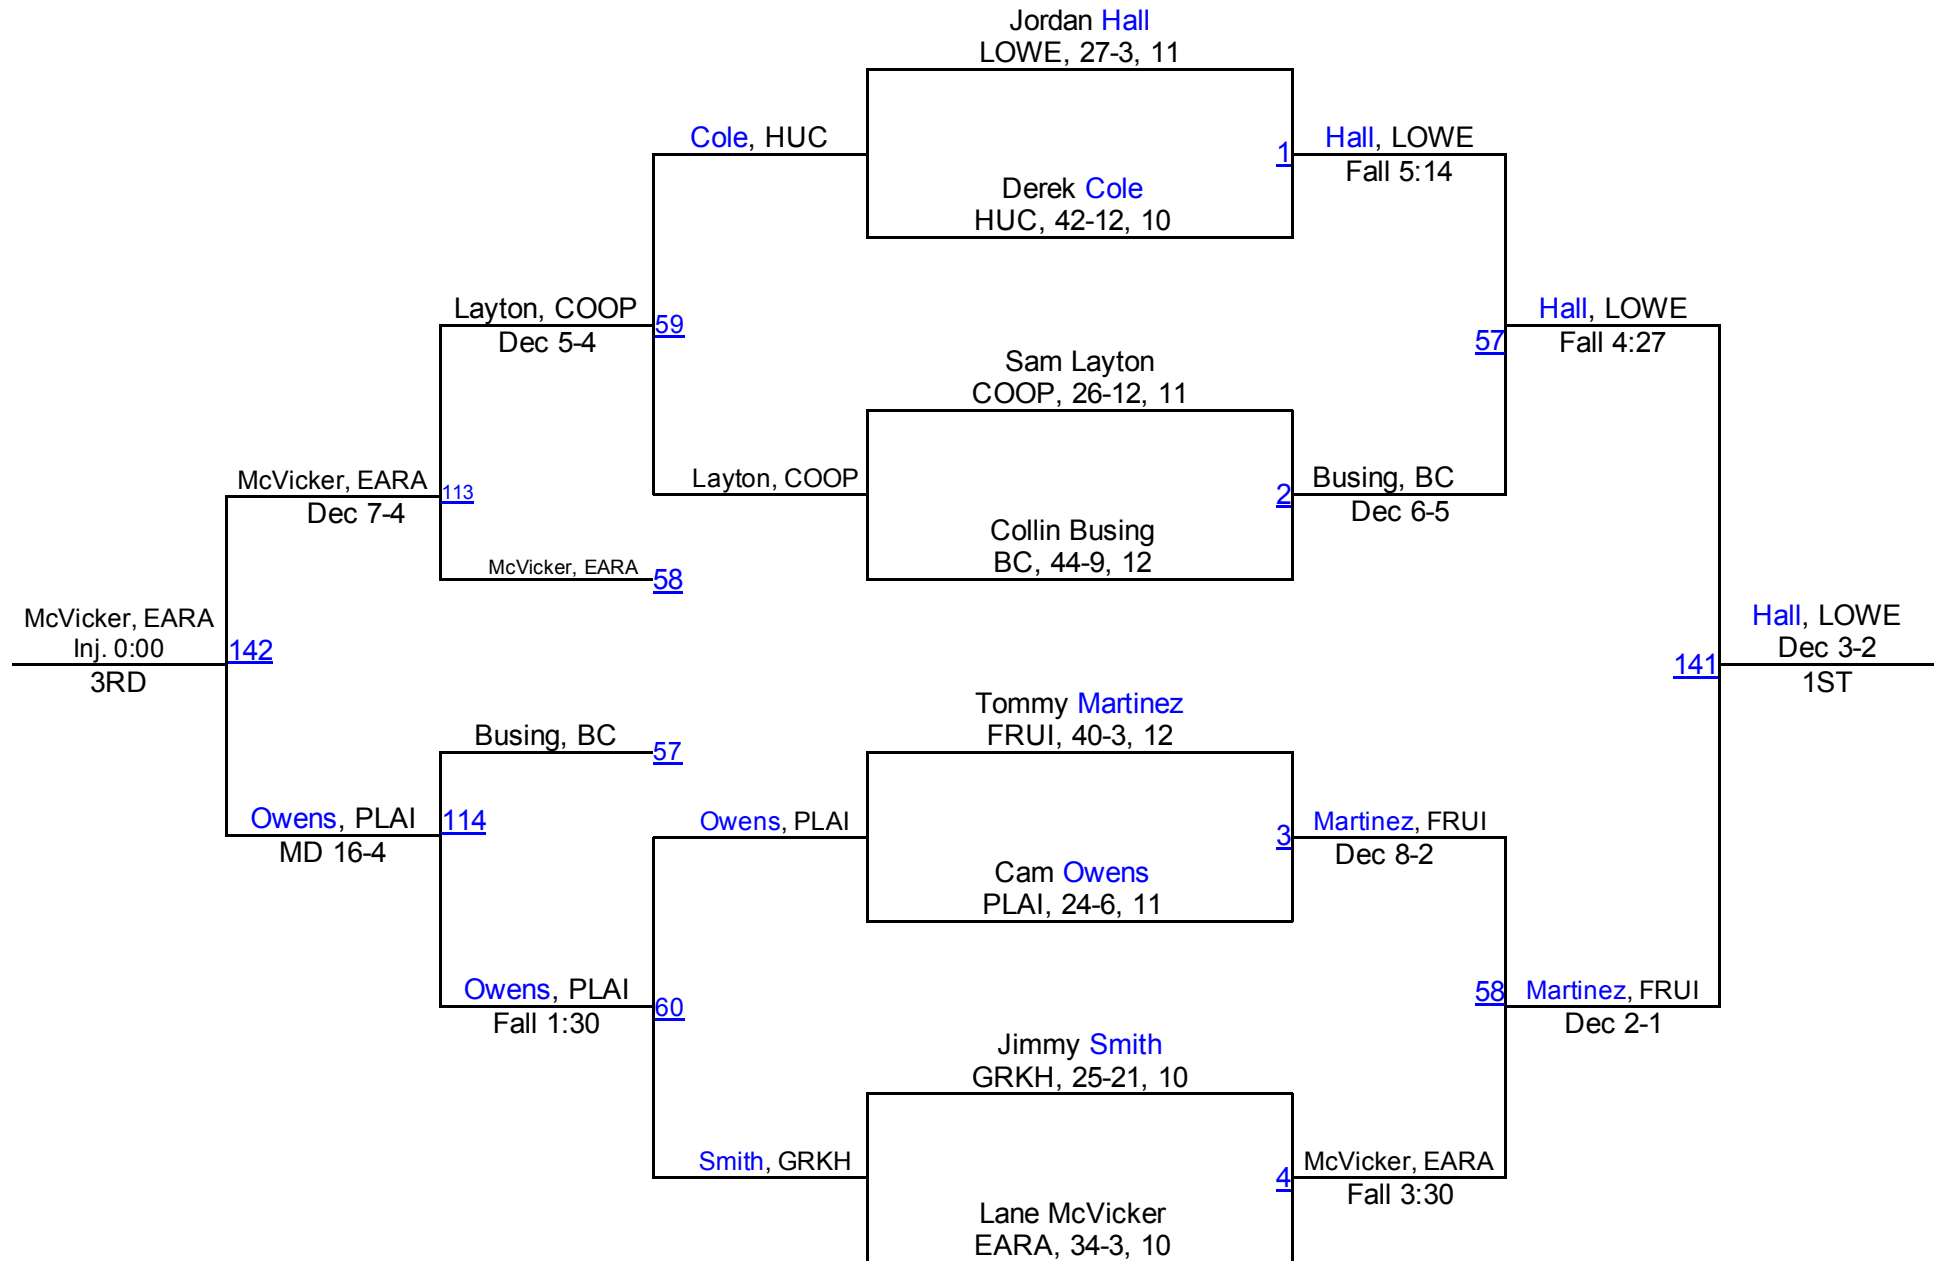 Jordan Hall
LOWE, 27-3, 11
Cole, HUC
1
Hall, LOWE
Fall 5:14
Derek Cole
HUC, 42-12, 10
Layton, COOP
Dec 5-4
59
Hall, LOWE
Fall 4:27
57
Sam Layton
COOP, 26-12, 11
McVicker, EARA
Dec 7-4
113
Layton, COOP
2
Busing, BC
Dec 6-5
Collin Busing
BC, 44-9, 12
McVicker, EARA
58
McVicker, EARA
Inj. 0:00
3RD
142
141
Hall, LOWE
Dec 3-2
1ST
Busing, BC
57
Tommy Martinez
FRUI, 40-3, 12
Owens, PLAI
MD 16-4
114
Owens, PLAI
3
Martinez, FRUI
Dec 8-2
Cam Owens
PLAI, 24-6, 11
Owens, PLAI
Fall 1:30
60
58
Martinez, FRUI
Dec 2-1
Jimmy Smith
GRKH, 25-21, 10
Smith, GRKH
4
McVicker, EARA
Fall 3:30
Lane McVicker
EARA, 34-3, 10